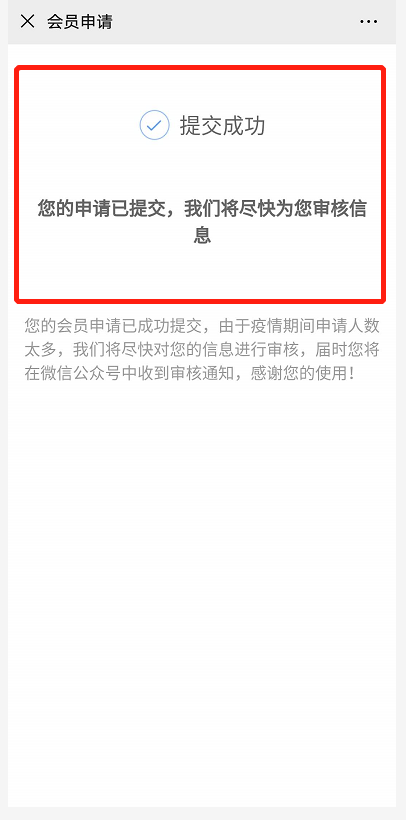 会员申请
提交成功
您的申请已提交，我们将尽快为您审核信
息
您的会员申请已成功提交，由于疫情期间申请人数
太多，我们将尽快对您的信息进行审核，届时您将
在微信公众号中收到审核通知，感谢您的使用！